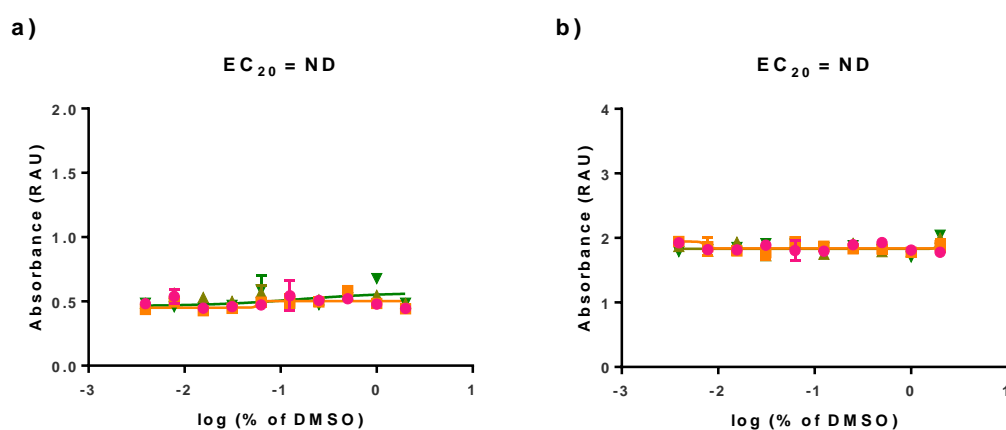 a)
EC20 = ND
Absorbance (RAU)
2.0
1.5
1.0
0.5
0.0
-3
-2
-1
0
1
log (% of DMSO)
b)
EC20 = ND
Absorbance (RAU)
4
3
2
1
0
-3
-2
-1
0
1
log (% of DMSO)